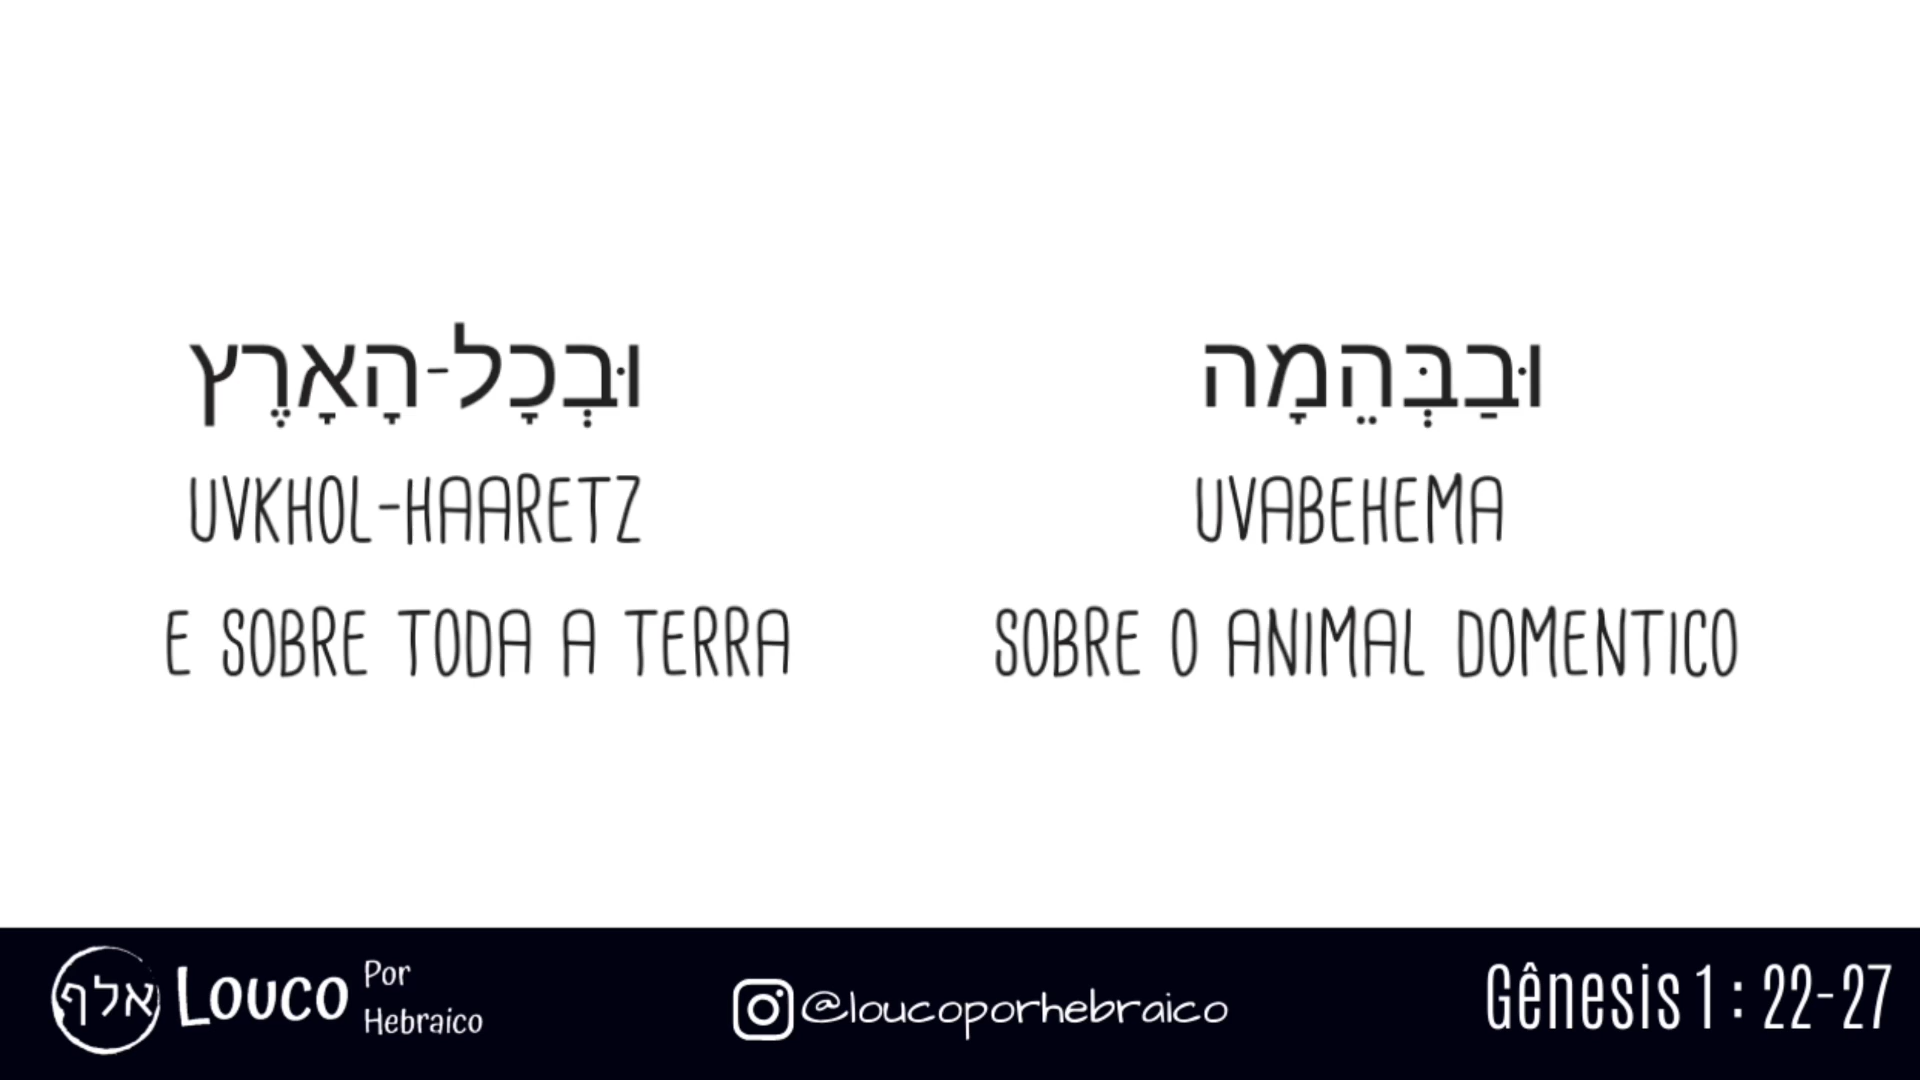 וּבְכָל-הָאָרֶץ
UVKHOL-HAARETZ
E SOBRE TODA A TERRA
וּבַבְּהֵמָה
UVABEHEMA
SOBRE O ANIMAL DOMENTICO
אלף
Louco Por Hebraico
@loucoporhebraico
Gênesis 1 : 22-27